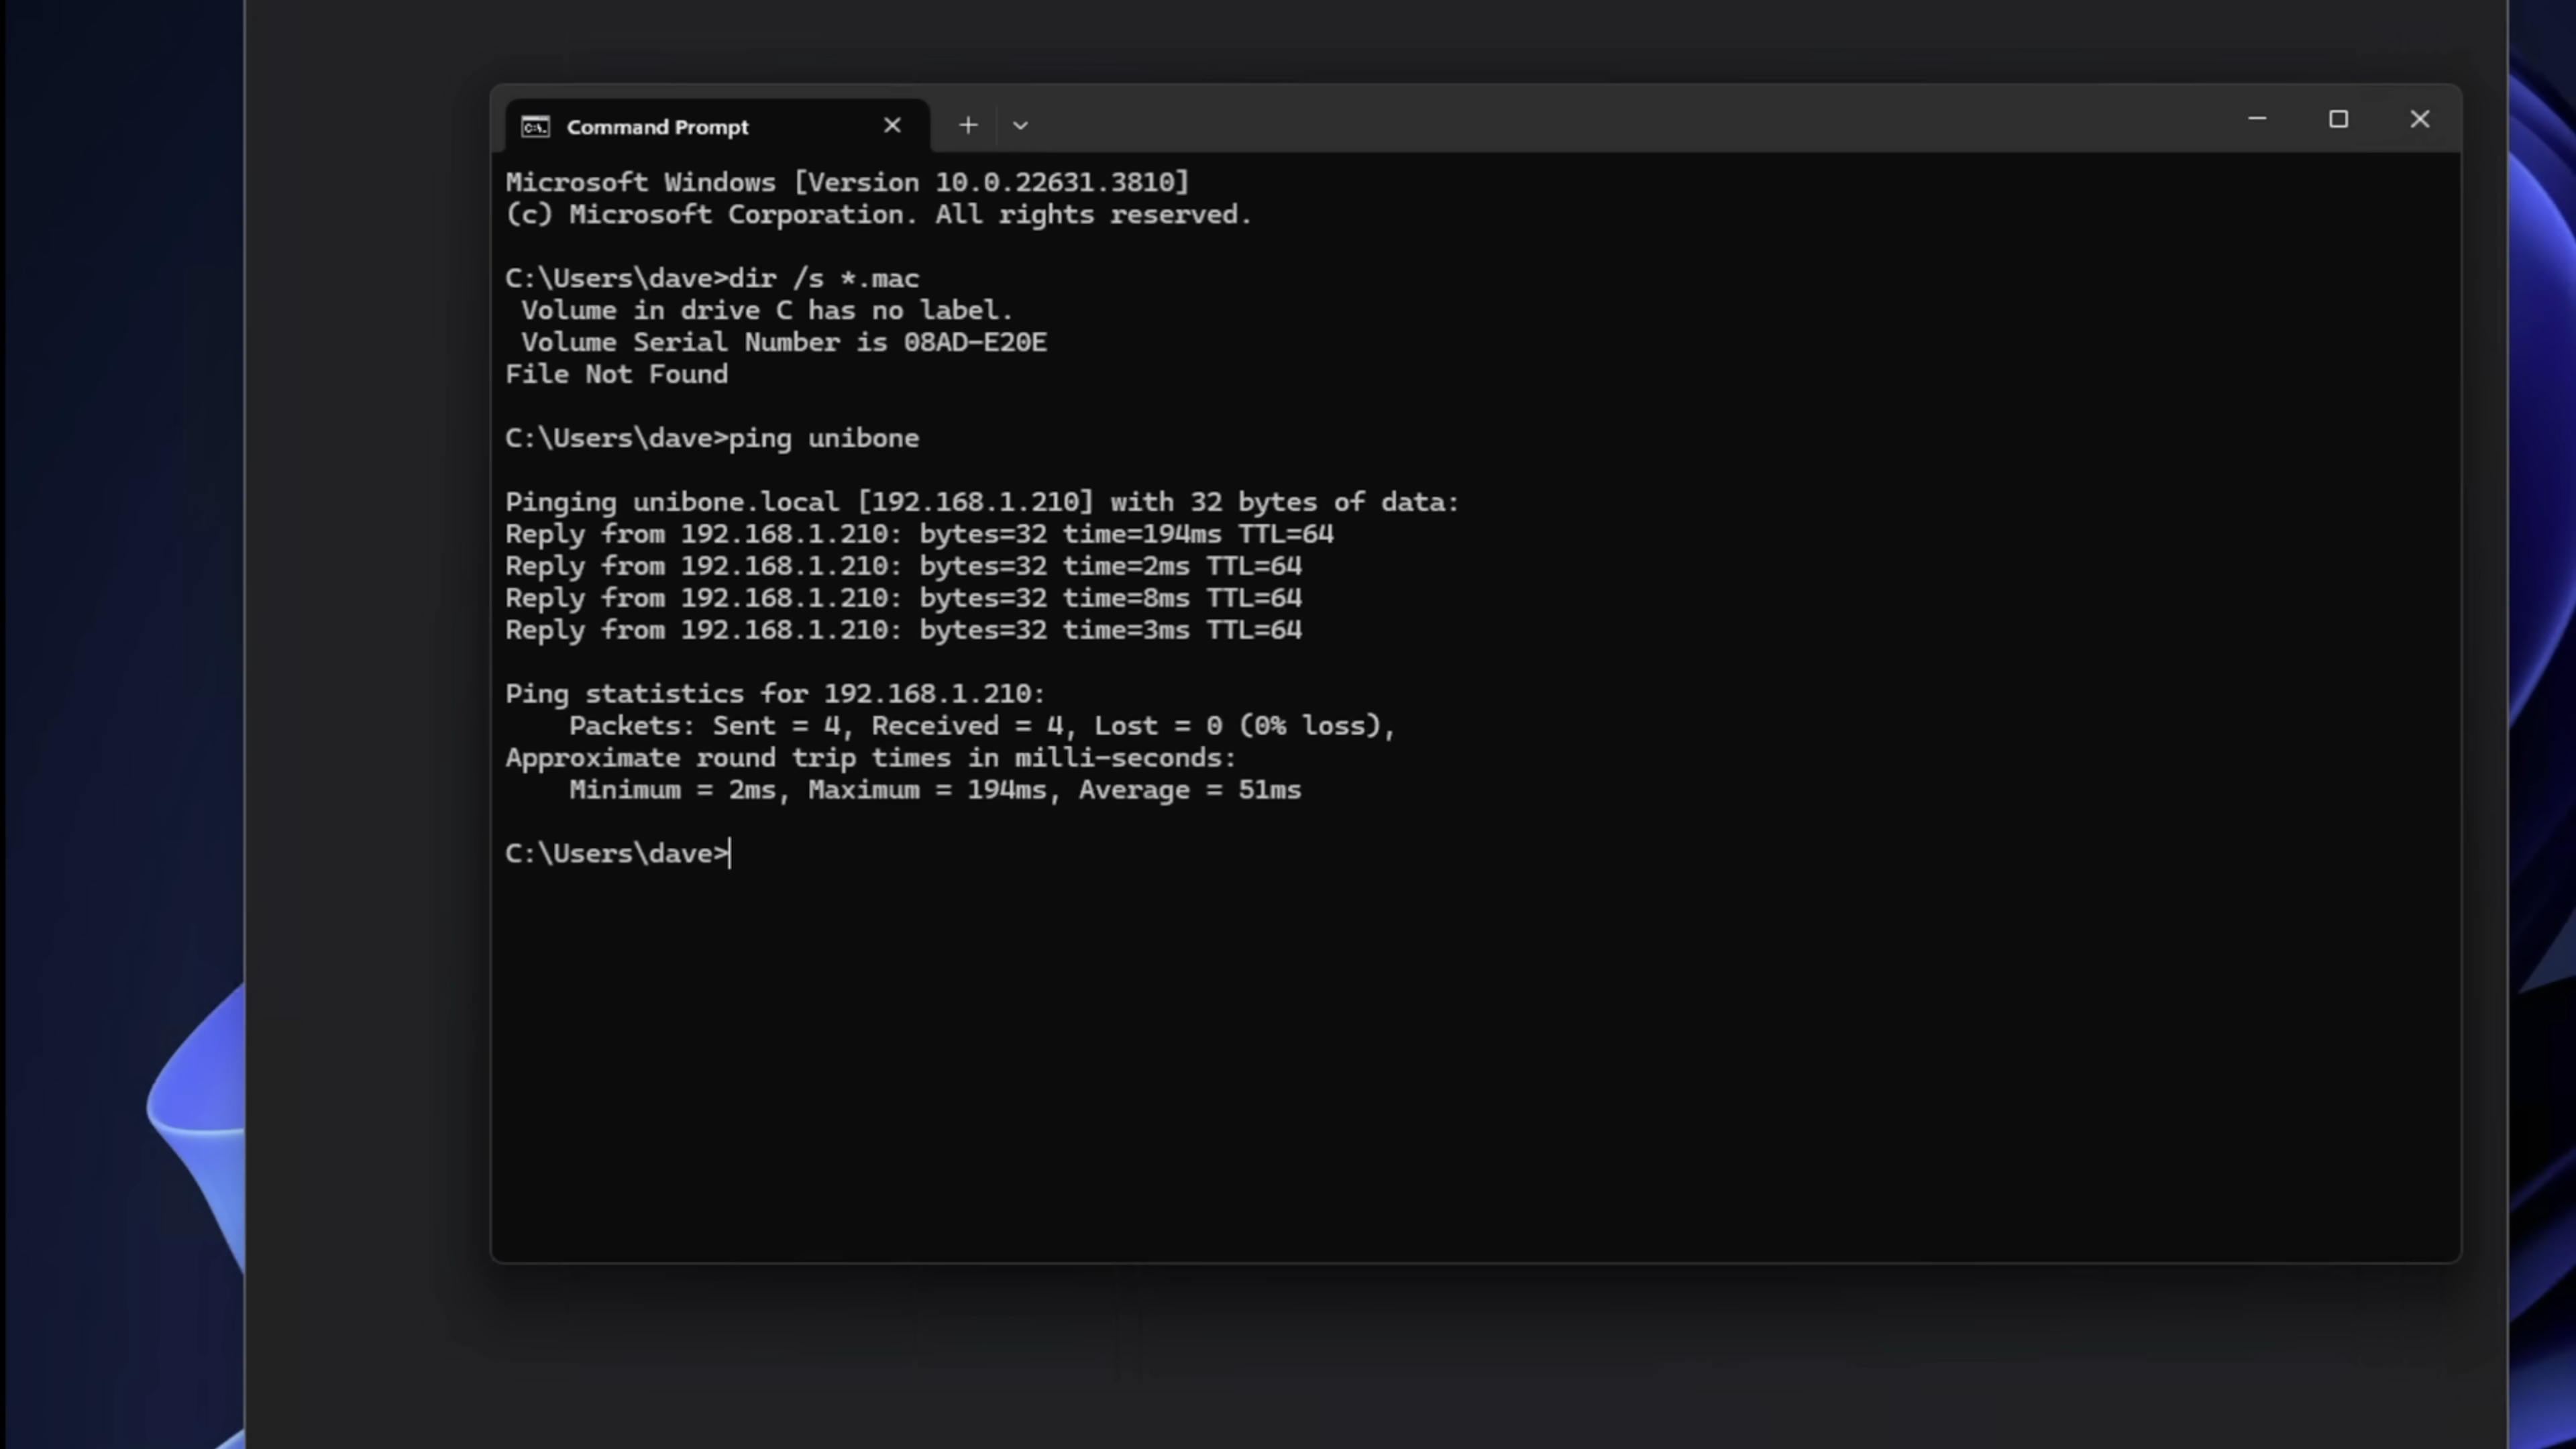 Command Prompt
Microsoft Windows [Version 10.0.22631.3810]
(c) Microsoft Corporation. All rights reserved.
C:\Users\dave>dir /s *.mac
 Volume in drive C has no label.
 Volume Serial Number is 08AD-E20E
File Not Found
C:\Users\dave>ping unibone
Pinging unibone.local [192.168.1.210] with 32 bytes of data:
Reply from 192.168.1.210: bytes=32 time=194ms TTL=64
Reply from 192.168.1.210: bytes=32 time=2ms TTL=64
Reply from 192.168.1.210: bytes=32 time=8ms TTL=64
Reply from 192.168.1.210: bytes=32 time=3ms TTL=64
Ping statistics for 192.168.1.210:
    Packets: Sent = 4, Received = 4, Lost = 0 (0% loss),
Approximate round trip times in milli-seconds:
    Minimum = 2ms, Maximum = 194ms, Average = 51ms
C:\Users\dave>